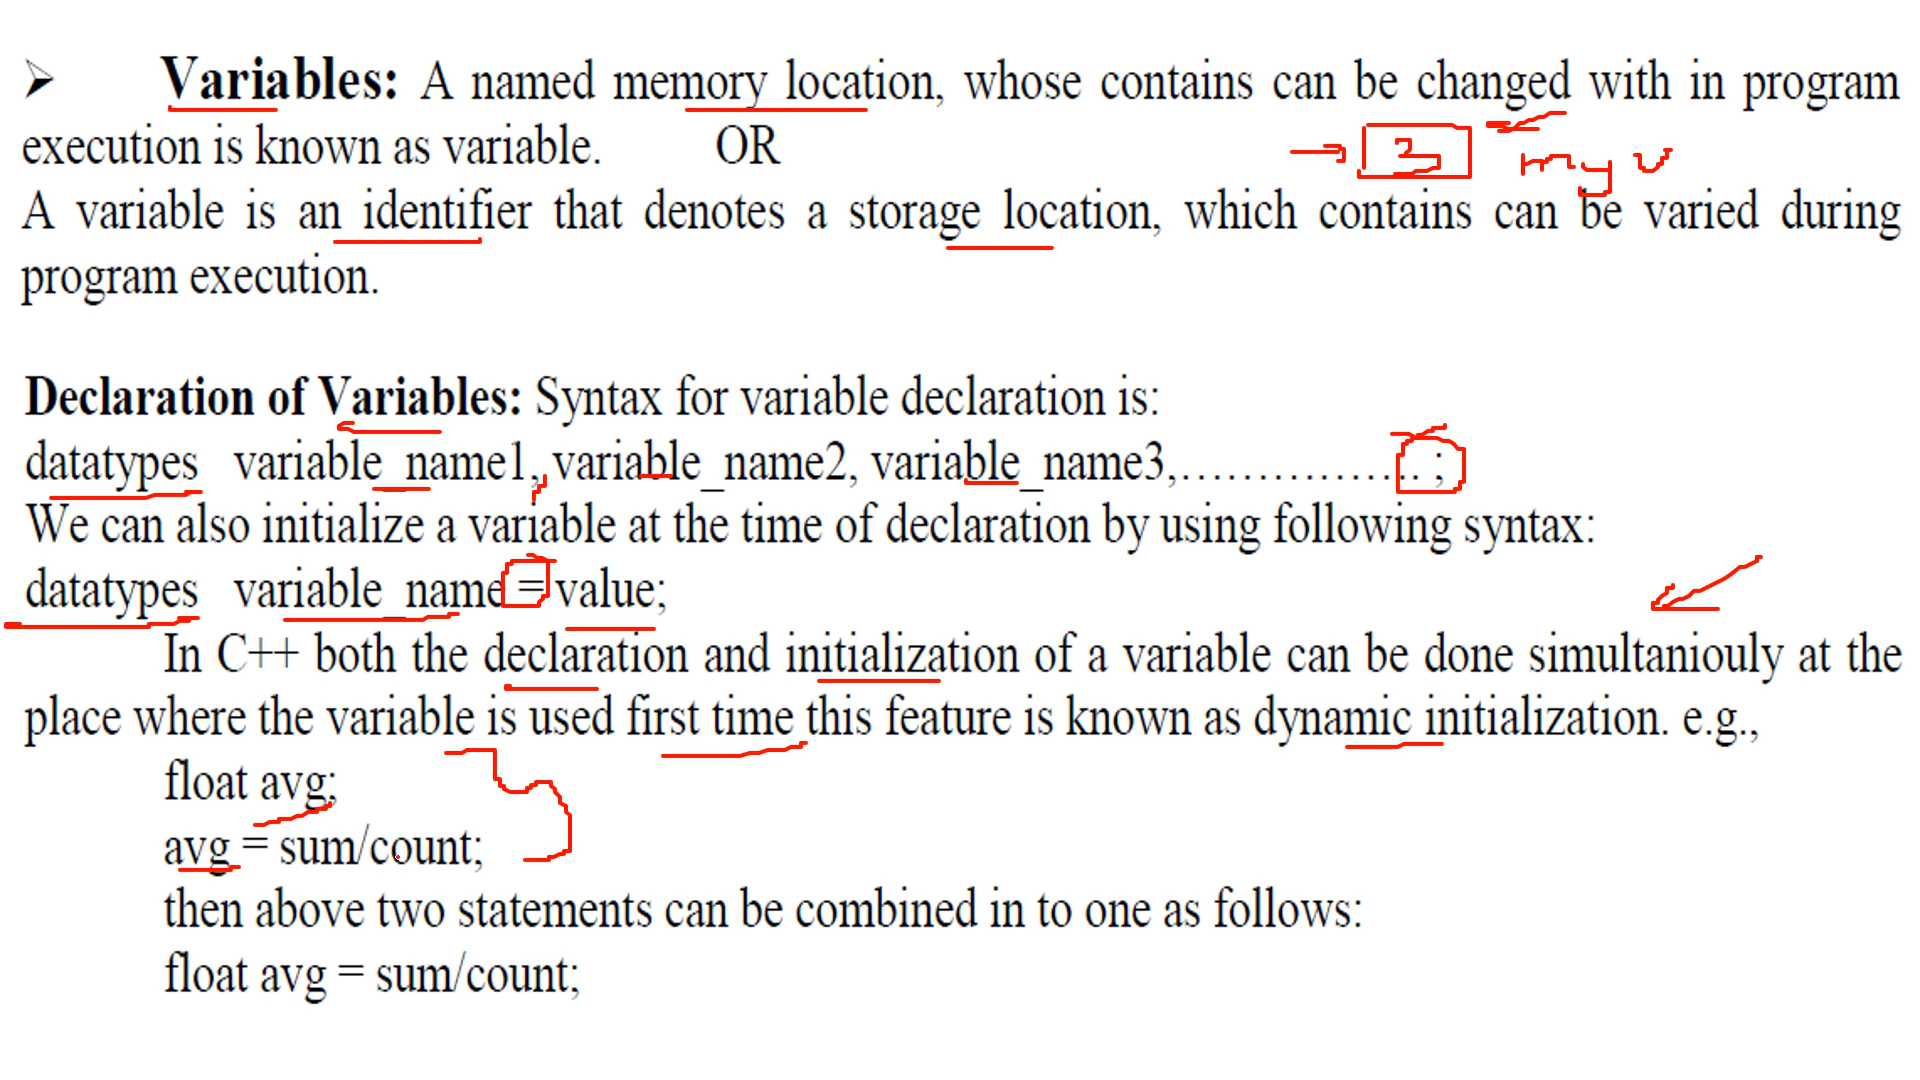 ➢ Variables: A named memory location, whose contains can be changed with in program
execution is known as variable. OR
my v
A variable is an identifier that denotes a storage location, which contains can be varied during
program execution.
Declaration of Variables: Syntax for variable declaration is:
datatypes variable_name1, variable_name2, variable_name3,…………….. ;
We can also initialize a variable at the time of declaration by using following syntax:
datatypes variable_name = value;
In C++ both the declaration and initialization of a variable can be done simultaniouly at the
place where the variable is used first time this feature is known as dynamic initialization. e.g.,
float avg;
avg = sum/count;
then above two statements can be combined in to one as follows:
float avg = sum/count;